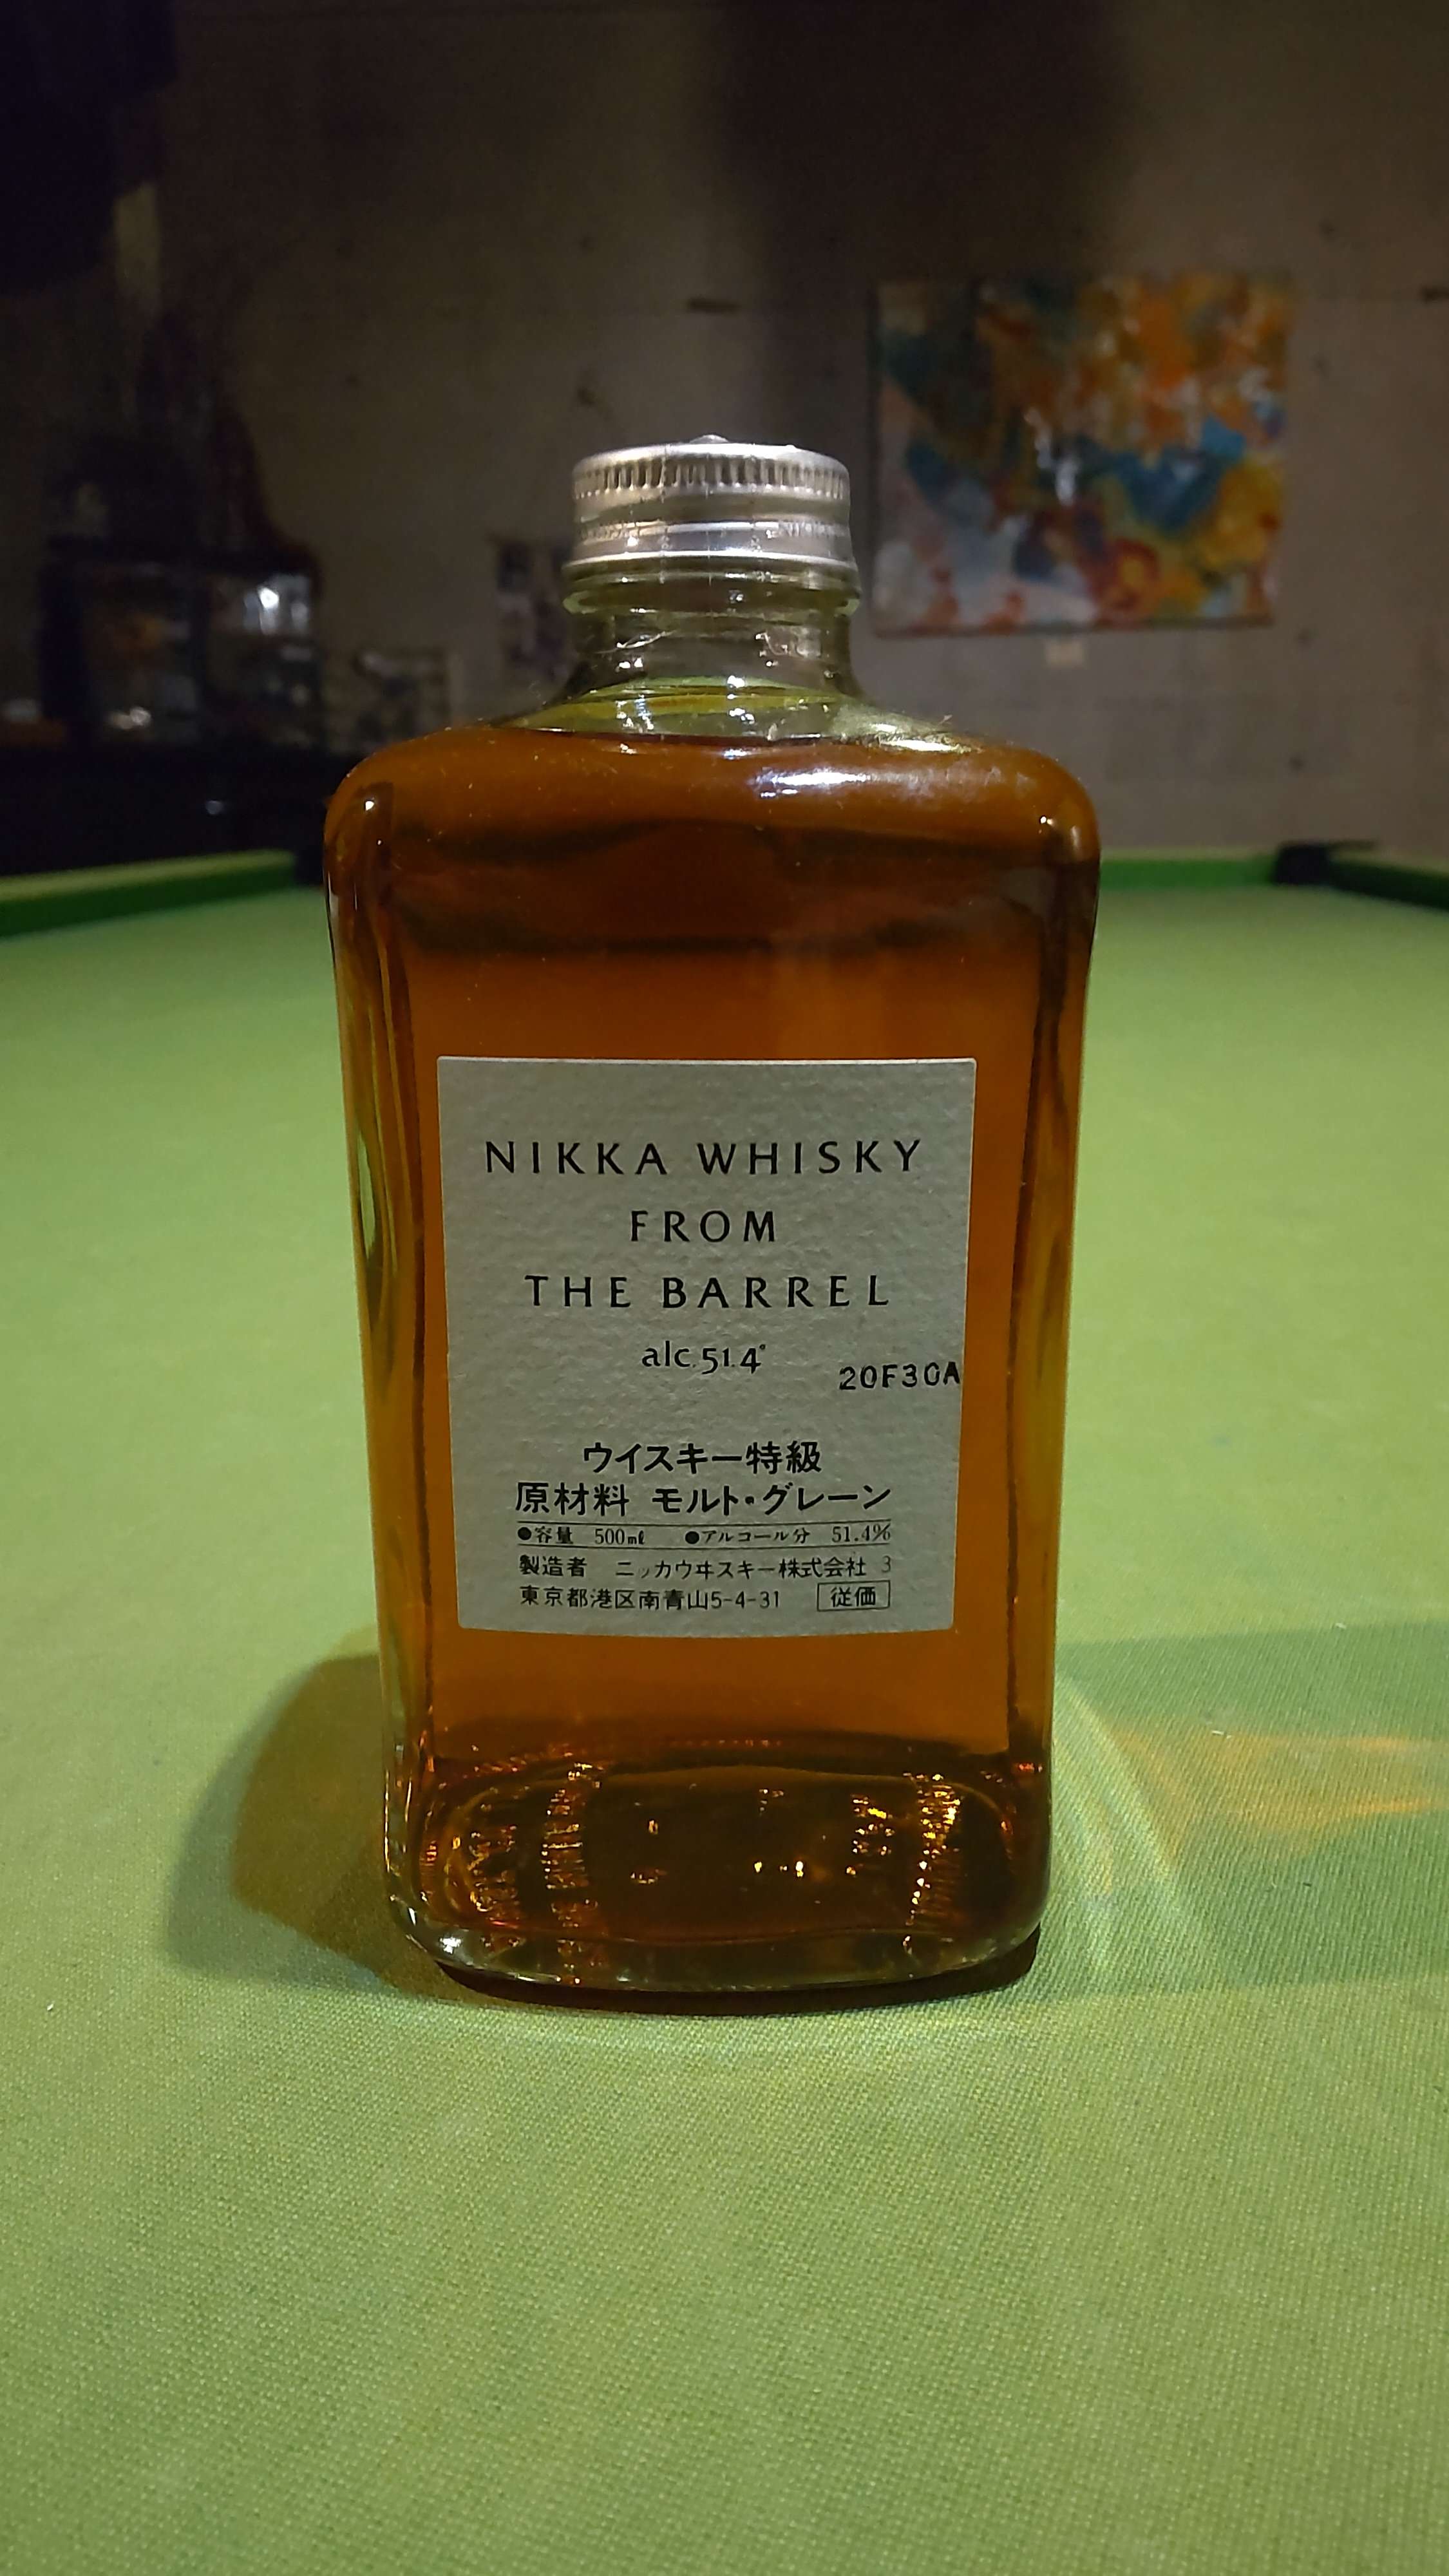 NIKKA WHISKY
FROM
THE BARREL
alc.51.4°
20F30A
ウイスキー特級
原材料 モルト・グレーン
●容量 500ml ●アルコール分 51.4%
製造者 ニッカウヰスキー株式会社 3
東京都港区南青山5-4-31 従価